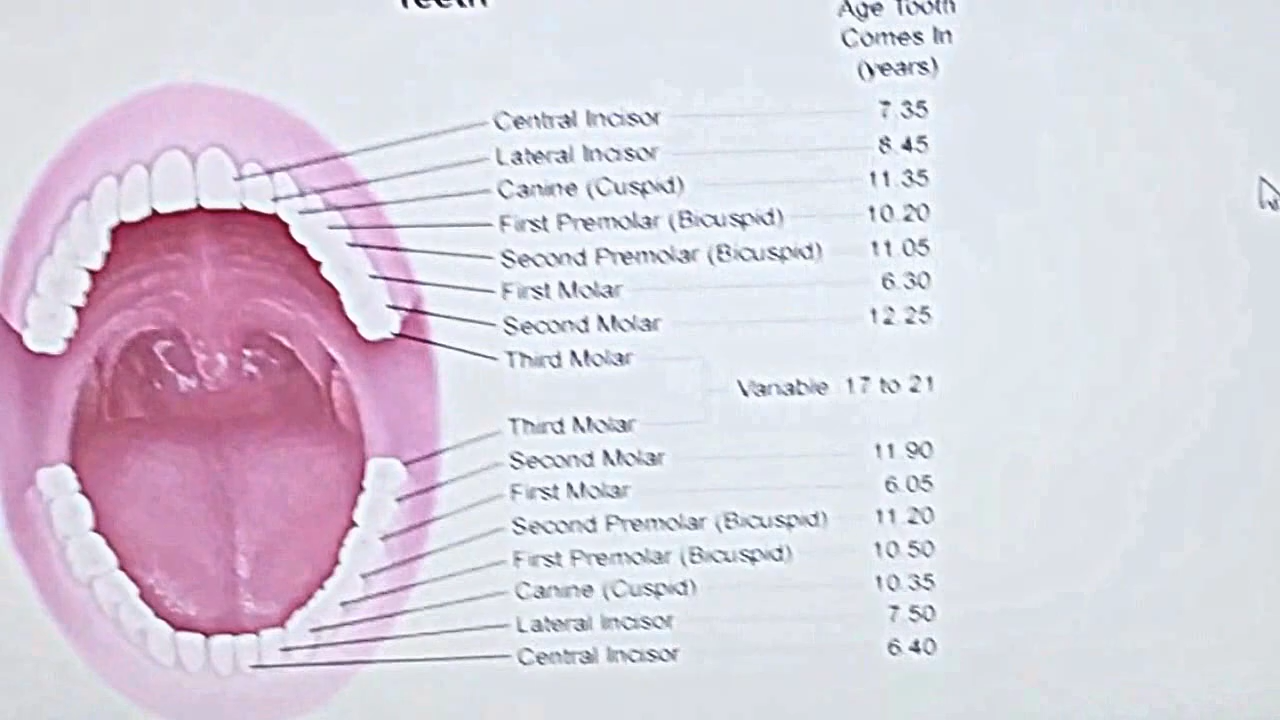 Teeth
Age Tooth
Comes In
(years)
Central Incisor 7.35
Lateral Incisor 8.45
Canine (Cuspid) 11.35
First Premolar (Bicuspid) 10.20
Second Premolar (Bicuspid) 11.05
First Molar 6.30
Second Molar 12.25
Third Molar
Variable 17 to 21
Third Molar
Second Molar 11.90
First Molar 6.05
Second Premolar (Bicuspid) 11.20
First Premolar (Bicuspid) 10.50
Canine (Cuspid) 10.35
Lateral Incisor 7.50
Central Incisor 6.40